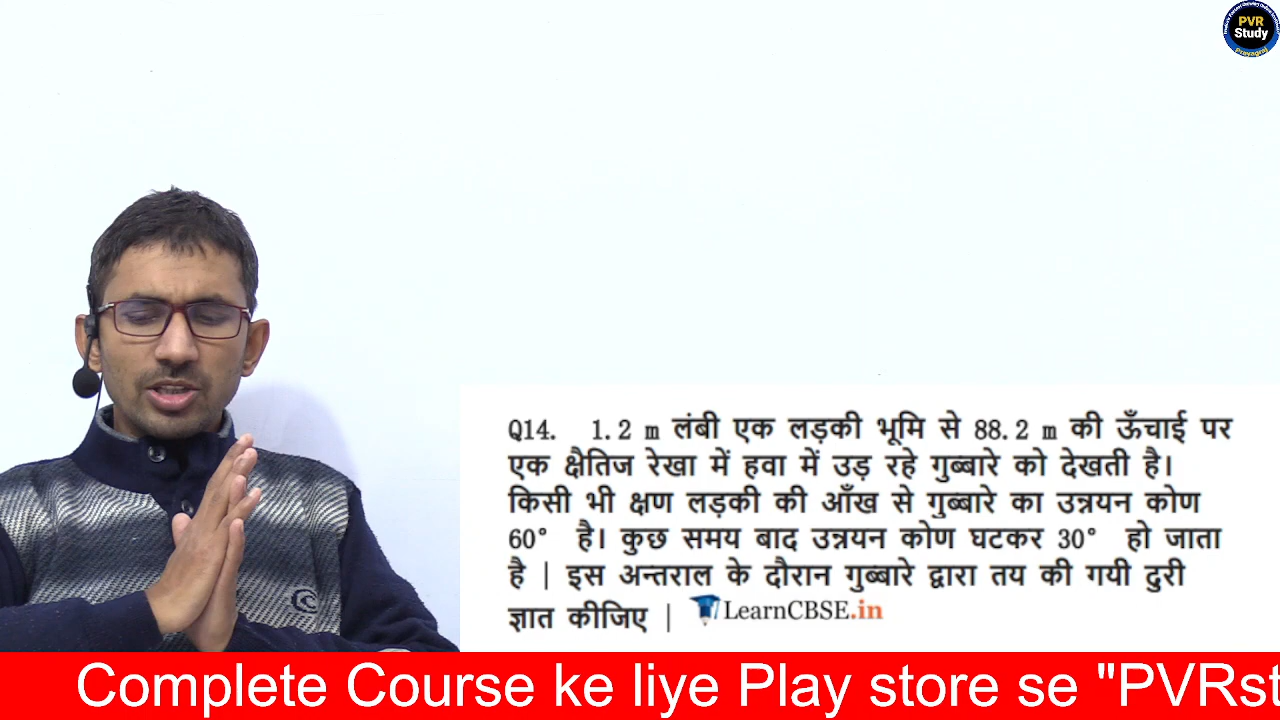 PVR
Study
Prayagraj
Q14. 1.2 m लंबी एक लड़की भूमि से 88.2 m की ऊँचाई पर
एक क्षैतिज रेखा में हवा में उड़ रहे गुब्बारे को देखती है।
किसी भी क्षण लड़की की आँख से गुब्बारे का उन्नयन कोण
60° है। कुछ समय बाद उन्नयन कोण घटकर 30° हो जाता
है | इस अन्तराल के दौरान गुब्बारे द्वारा तय की गयी दुरी
ज्ञात कीजिए | LearnCBSE.in
Complete Course ke liye Play store se "PVRst